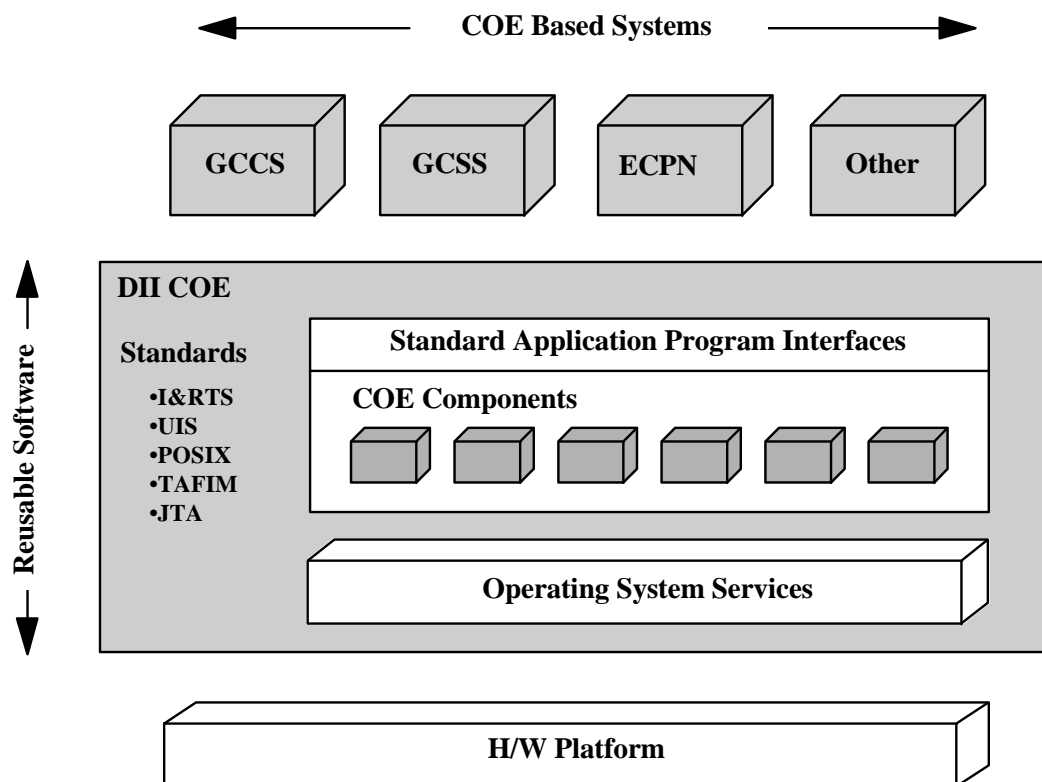 COE Based Systems
GCCS
GCSS
ECPN
Other
DII COE
Standards
•I&RTS
•UIS
•POSIX
•TAFIM
•JTA
Standard Application Program Interfaces
COE Components
Operating System Services
Reusable Software
H/W Platform